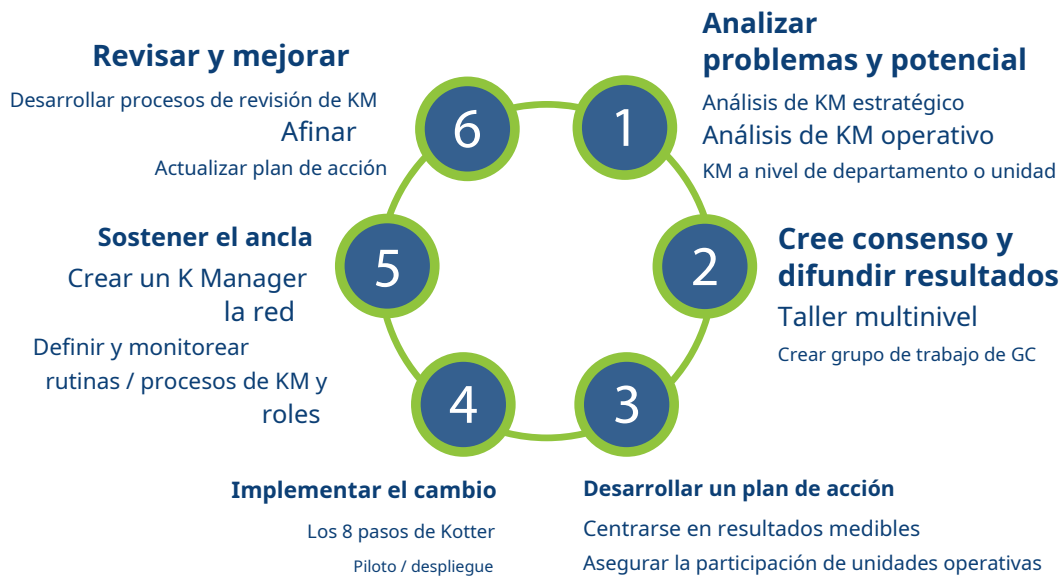 1
Analizar
problemas y potencial
Análisis de KM estratégico
Análisis de KM operativo
KM a nivel de departamento o unidad
2
Cree consenso y
difundir resultados
Taller multinivel
Crear grupo de trabajo de GC
3
Desarrollar un plan de acción
Centrarse en resultados medibles
Asegurar la participación de unidades operativas
4
Implementar el cambio
Los 8 pasos de Kotter
Piloto / despliegue
5
Sostener el ancla
Crear un K Manager
la red
Definir y monitorear
rutinas / procesos de KM y
roles
6
Revisar y mejorar
Desarrollar procesos de revisión de KM
Afinar
Actualizar plan de acción